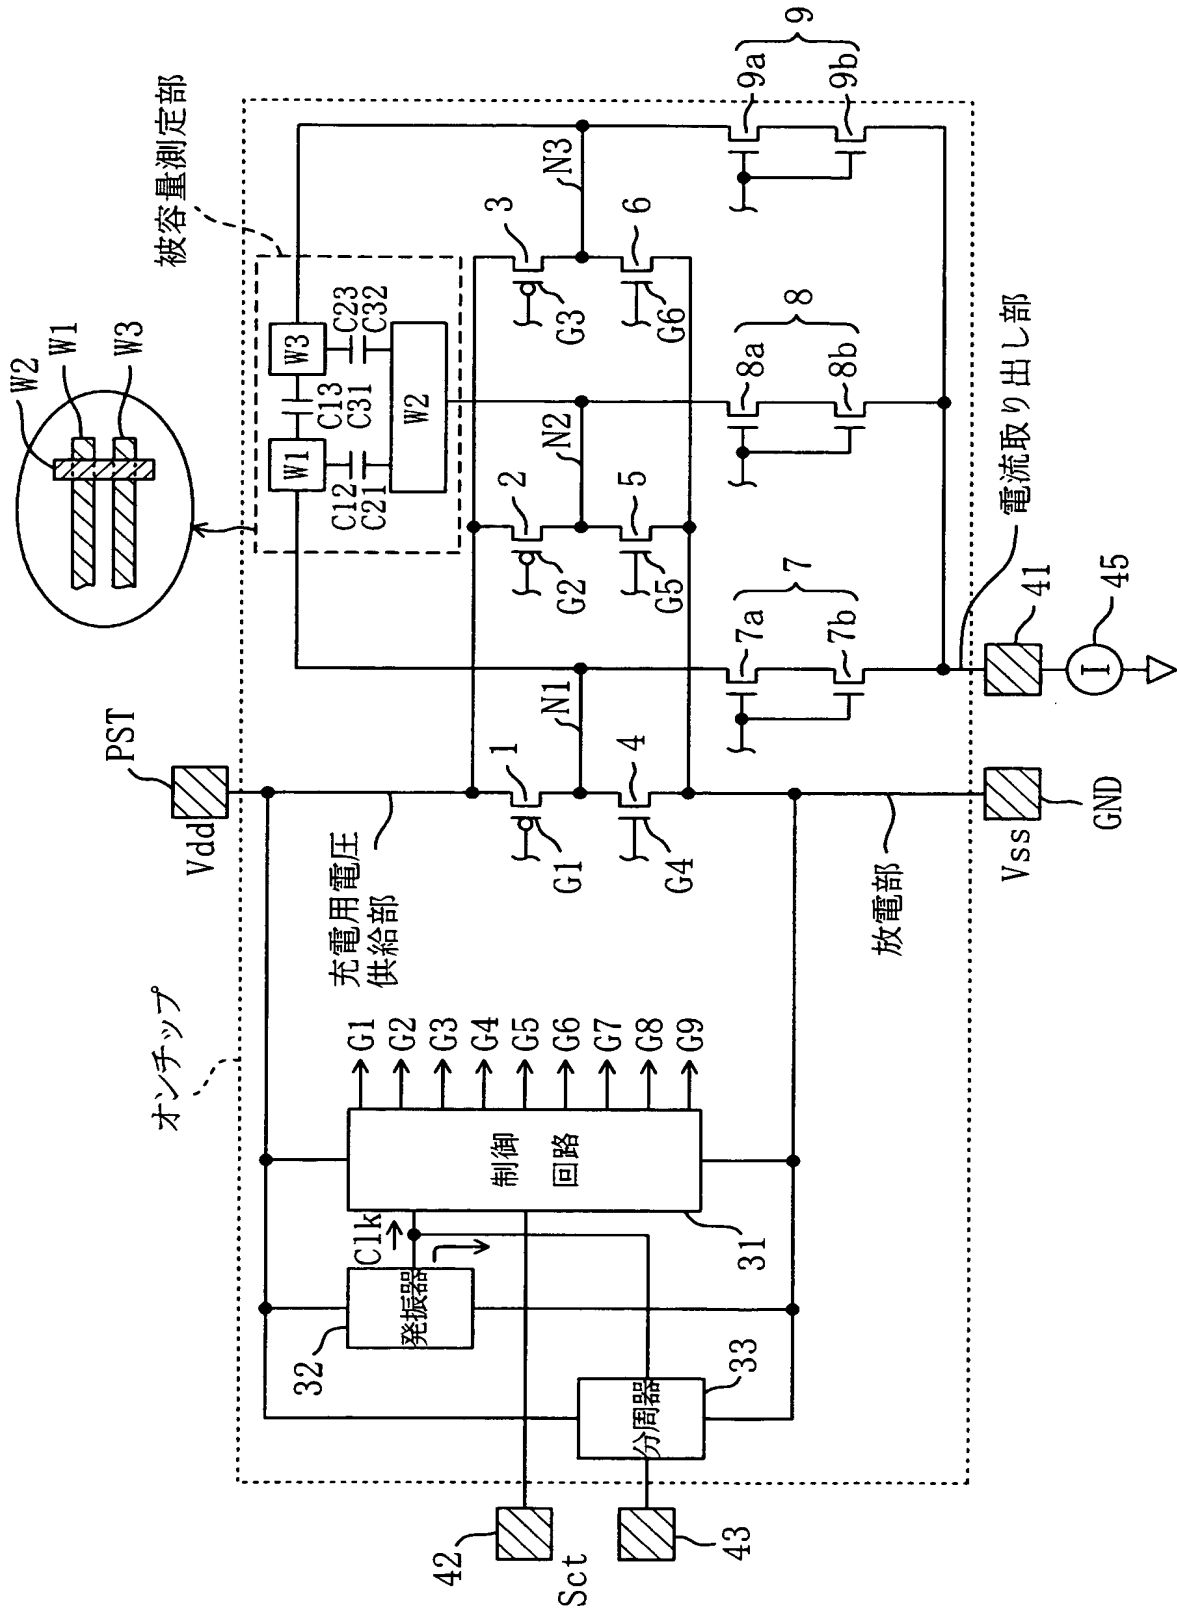 W2
W1
W3
被容量測定部
オンチップ
PST
Vdd
W1
W3
W2
C13
C31
C12
C21
C23
C32
充電用電圧
供給部
G1
G2
G3
G4
G5
G6
G7
G8
G9
制御
回路
31
Clk
発振器
32
分周器
33
42
Sct
43
1
G1
N1
4
G4
2
G2
N2
5
G5
3
G3
N3
6
G6
7a
7b
7
8a
8b
8
9a
9b
9
放電部
Vss
GND
電流取り出し部
41
I
45